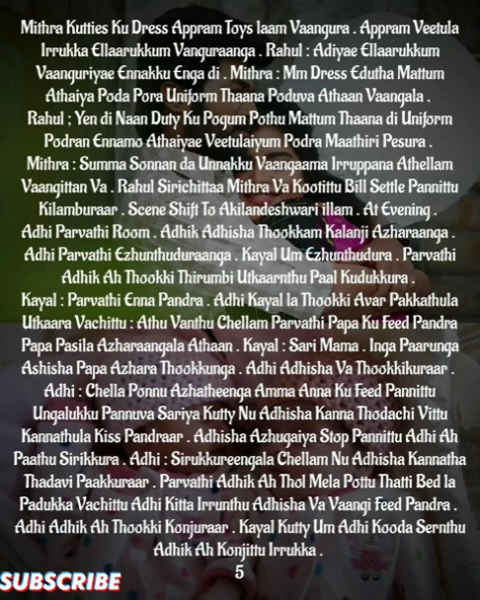 Mithra Kutties Ku Dress Appram Toys laam Vaangura . Appram Veetula
Irrukka Ellaarukkum Vanguraanga . Rahul : Adiyae Ellaarukkum
Vaanguriyae Ennakku Enga di . Mithra : Mm Dress Edutha Mattum
Athaiya Poda Pora Uniform Thaana Poduva Athaan Vaangala .
Rahul ; Yen di Naan Duty Ku Pogum Pothu Mattum Thaana di Uniform
Podran Ennamo Athaiyae Veetulaiyum Podra Maathiri Pesura .
Mithra : Summa Sonnan da Unnakku Vaangaama Irruppana Athellam
Vaangittan Va . Rahul Sirichittaa Mithra Va Kootittu Bill Settle Pannittu
Kilamburaar . Scene Shift To Akilandeshwari illam . At Evening .
Adhi Parvathi Room . Adhik Adhisha Thookkam Kalanji Azharaanga .
Adhi Parvathi Ezhunthuduraanga . Kayal Um Ezhunthudura . Parvathi
Adhik Ah Thookki Thirumbi Utkaarnthu Paal Kudukkura .
Kayal : Parvathi Enna Pandra . Adhi Kayal la Thookki Avar Pakkathula
Utkaara Vachittu : Athu Vanthu Chellam Parvathi Papa Ku Feed Pandra
Papa Pasila Azharaangala Athaan . Kayal : Sari Mama . Inga Paarunga
Ashisha Papa Azhara Thookkunga . Adhi Adhisha Va Thookkikuraar .
Adhi : Chella Ponnu Azhatheenga Amma Anna Ku Feed Pannittu
Ungalukku Pannuva Sariya Kutty Nu Adhisha Kanna Thodachi Vittu
Kannathula Kiss Pandraar . Adhisha Azhugaiya Stop Pannittu Adhi Ah
Paathu Sirikkura . Adhi : Sirukkureengala Chellam Nu Adhisha Kannatha
Thadavi Paakkuraar . Parvathi Adhik Ah Thol Mela Pottu Thatti Bed la
Padukka Vachittu Adhi Kitta Irrunthu Adhisha Va Vaangi Feed Pandra .
Adhi Adhik Ah Thookki Konjuraar . Kayal Kutty Um Adhi Kooda Sernthu
Adhik Ah Konjittu Irrukka .
5
SUBSCRIBE